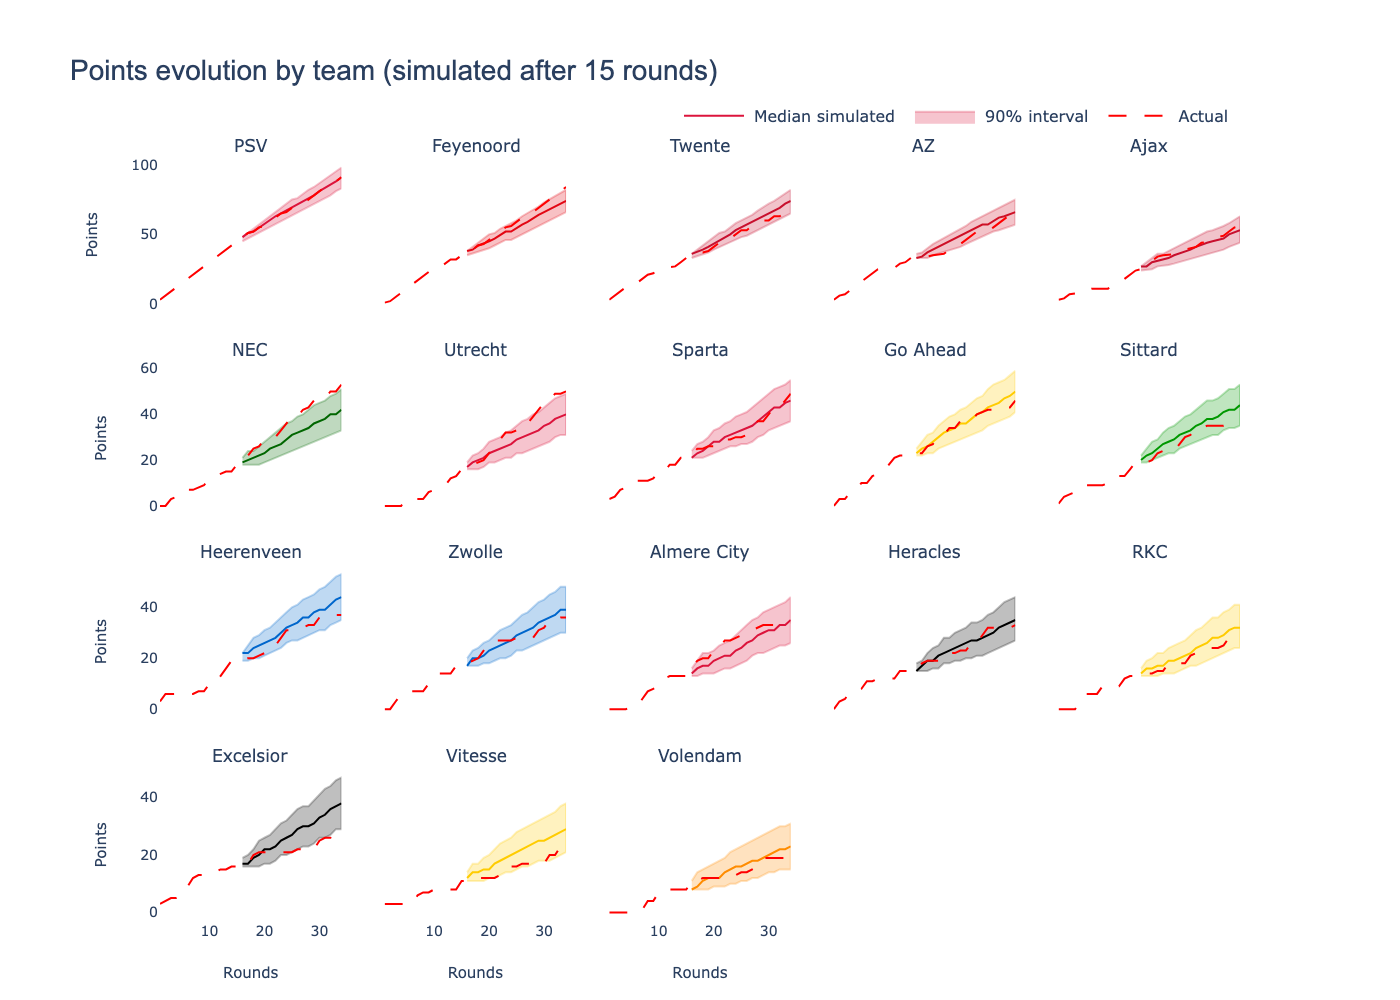 Points evolution by team (simulated after 15 rounds)
Median simulated 90% interval Actual
PSV Feyenoord Twente AZ Ajax
100
50
0
Points
NEC Utrecht Sparta Go Ahead Sittard
60
40
20
0
Points
Heerenveen Zwolle Almere City Heracles RKC
40
20
0
Points
Excelsior Vitesse Volendam
40
20
0
Points
10 20 30 10 20 30 10 20 30
Rounds Rounds Rounds